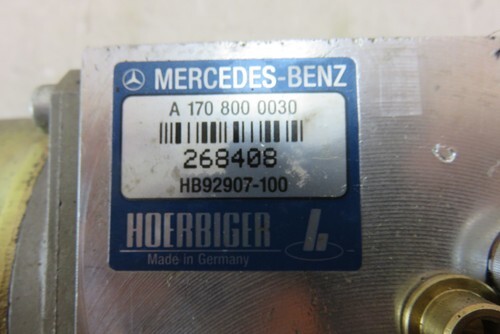 MERCEDES-BENZ
A 170 800 0030
268408
HB92907-100
HOERBIGER
Made in Germany